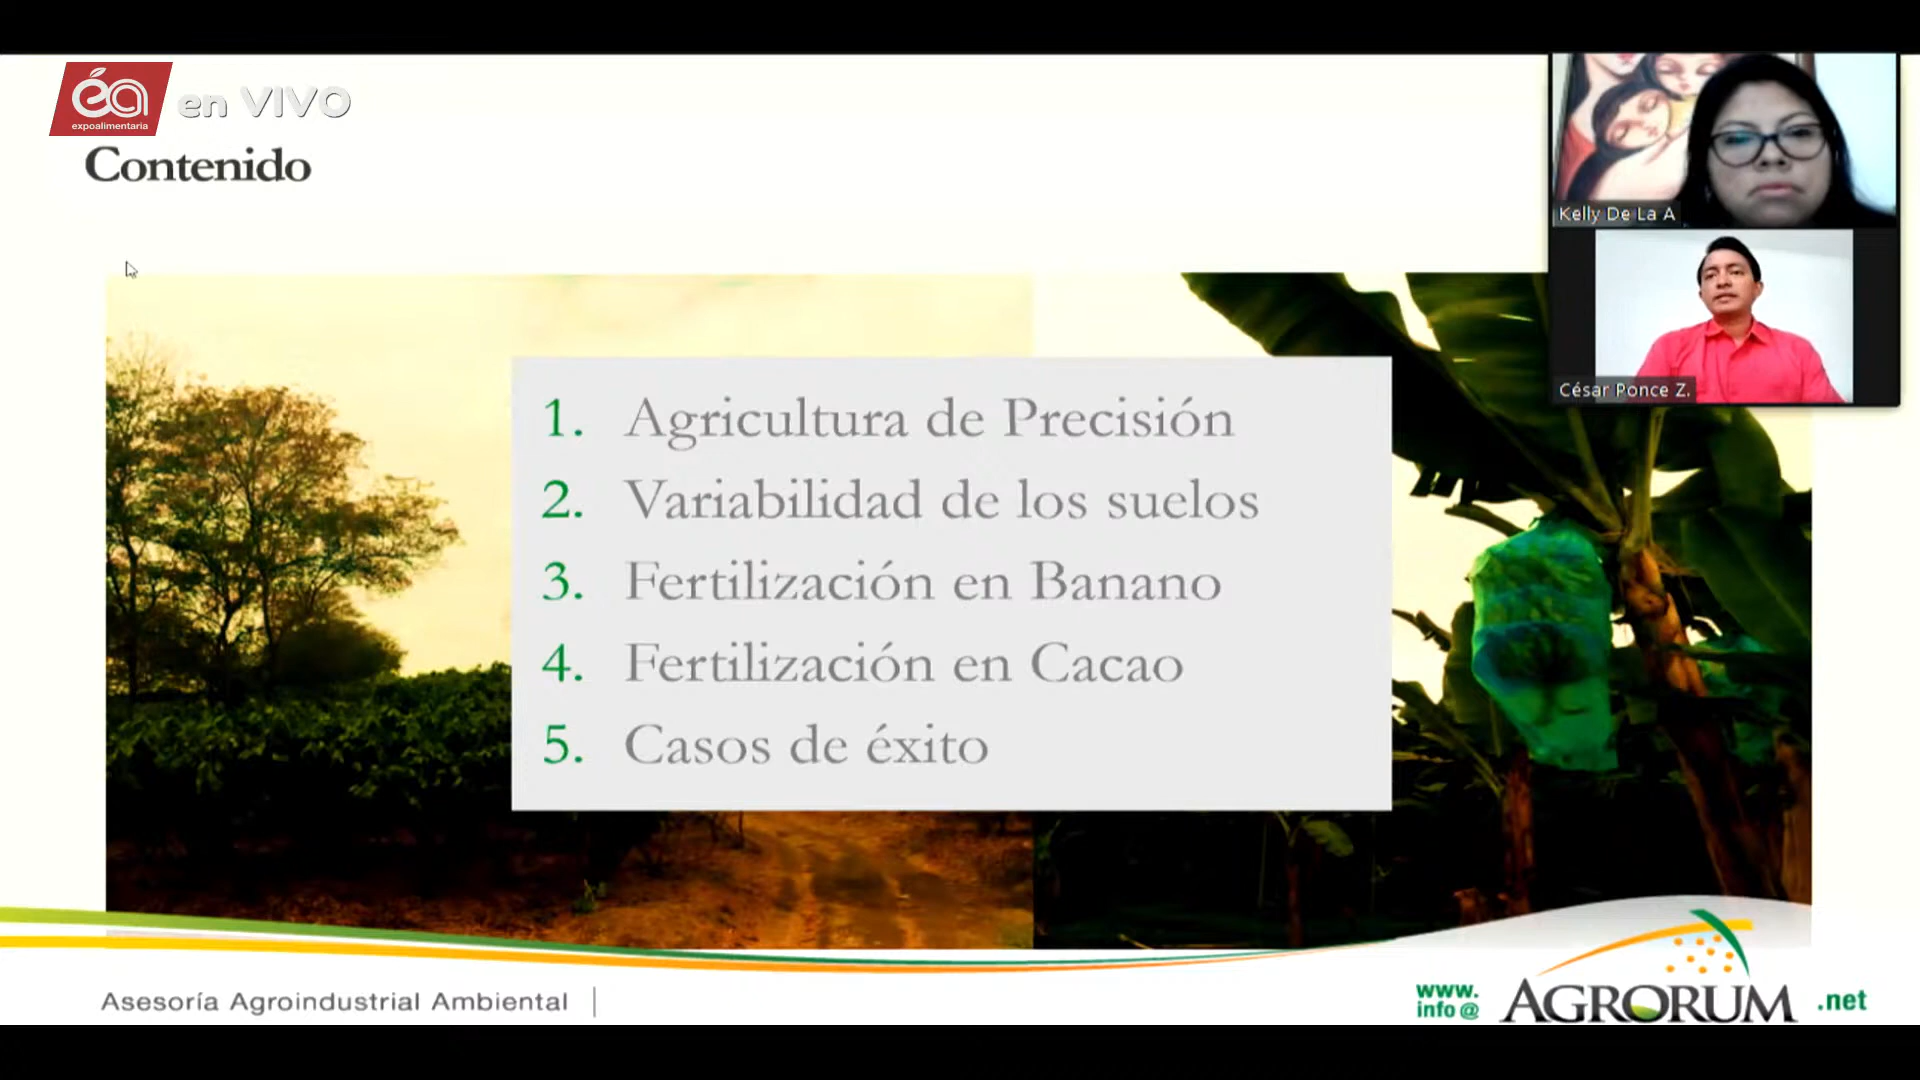 éa
expoalimentaria
en VIVO
Contenido
Kelly De La A
César Ponce Z.
1. Agricultura de Precisión
2. Variabilidad de los suelos
3. Fertilización en Banano
4. Fertilización en Cacao
5. Casos de éxito
Asesoría Agroindustrial Ambiental
www.
info@
AGRORUM
.net